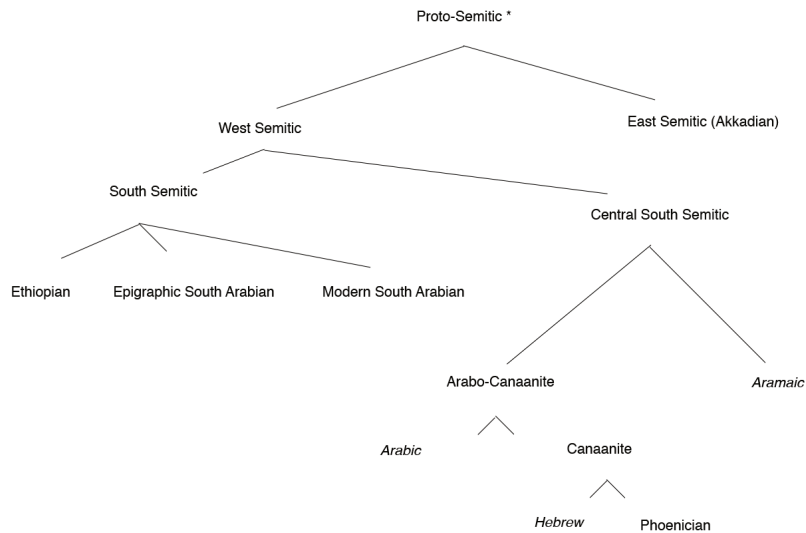 Proto-Semitic *
West Semitic
East Semitic (Akkadian)
South Semitic
Central South Semitic
Ethiopian
Epigraphic South Arabian
Modern South Arabian
Arabo-Canaanite
Aramaic
Arabic
Canaanite
Hebrew
Phoenician